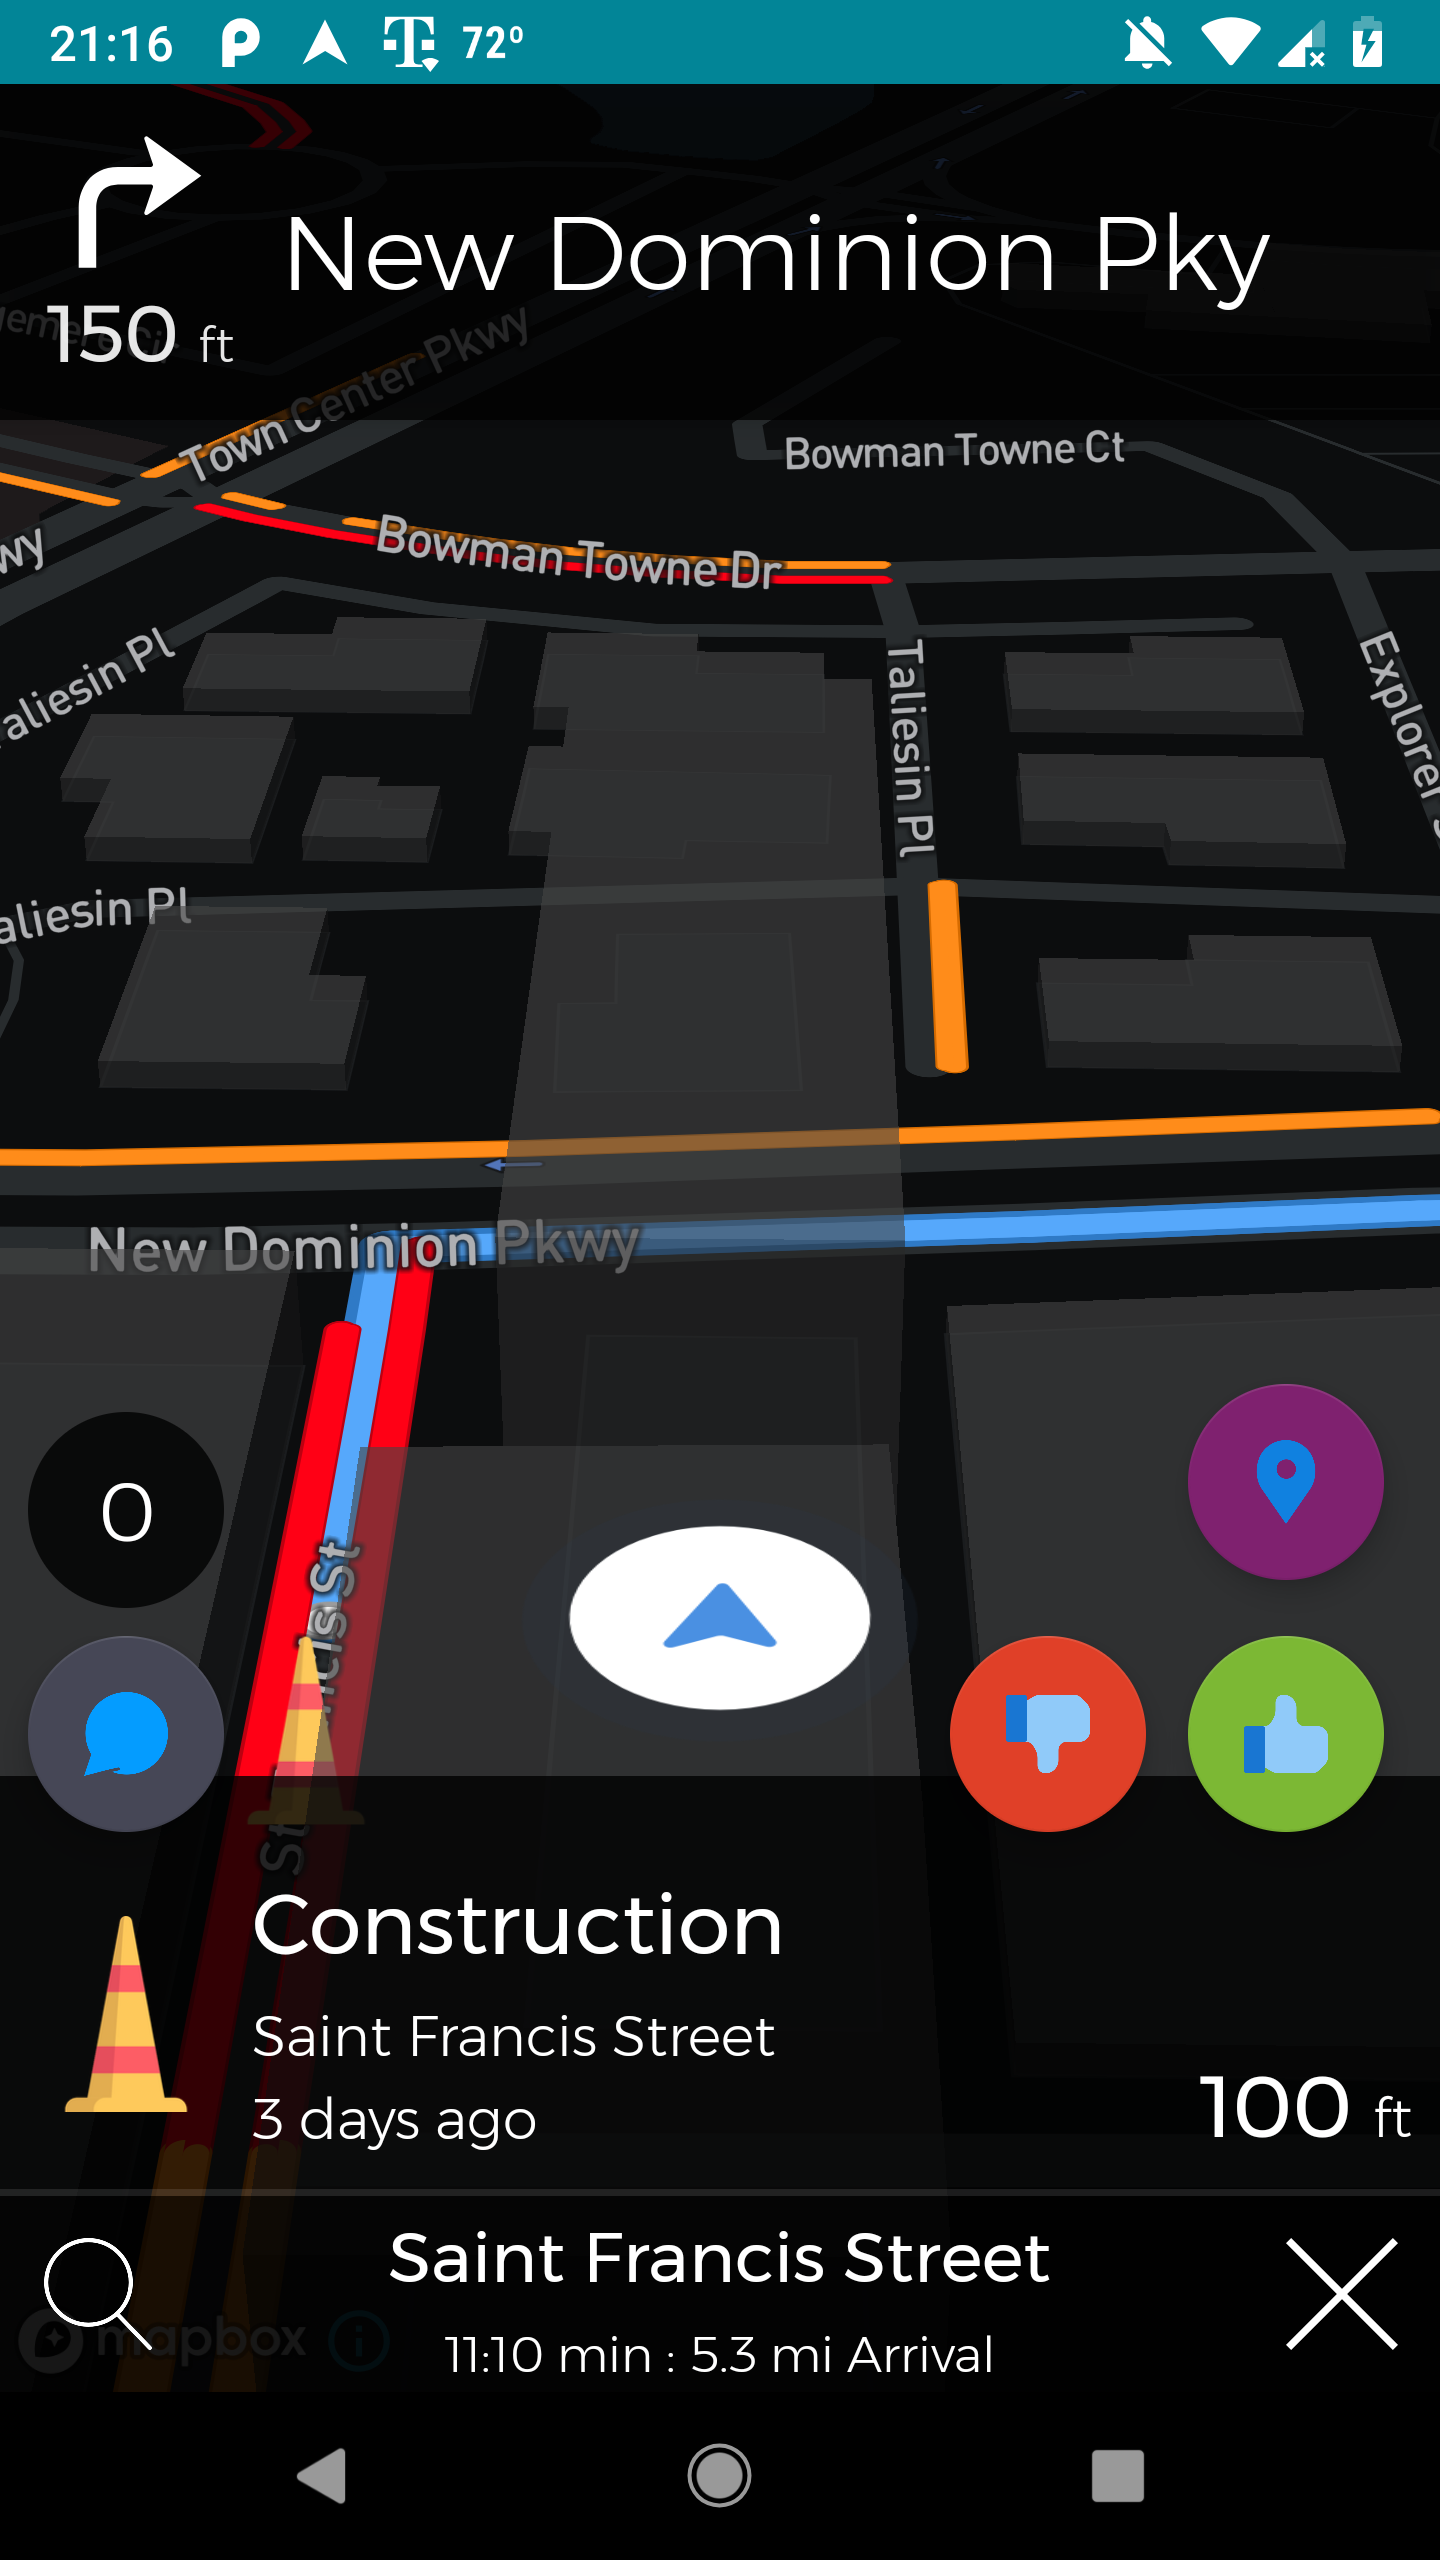 21:16 72°
New Dominion Pky
150 ft
Town Center Pkwy
Bowman Towne Ct
wy
Bowman Towne Dr
aliesin Pl
Taliesin Pl
Explorer S
aliesin Pl
New Dominion Pkwy
0
St
Construction
Saint Francis Street
3 days ago
100 ft
Saint Francis Street
11:10 min : 5.3 mi Arrival
mapbox